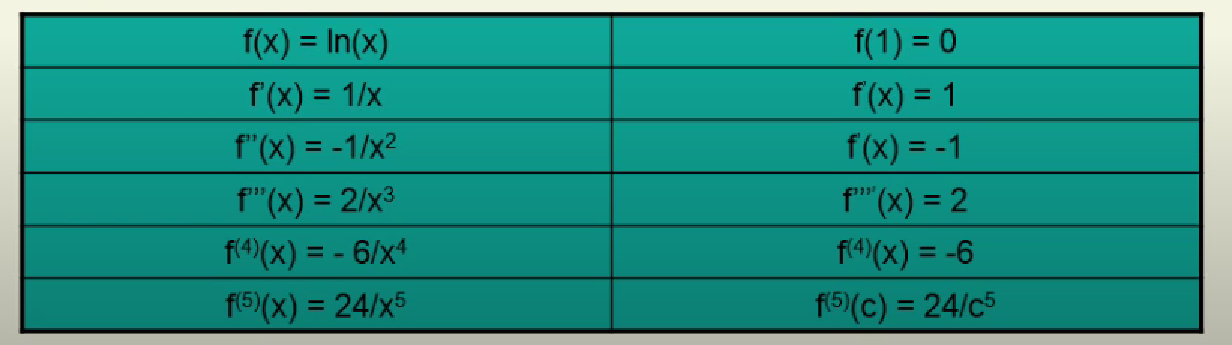 f(x) = ln(x) f(1) = 0
f'(x) = 1/x f'(x) = 1
f''(x) = -1/x² f'(x) = -1
f'''(x) = 2/x³ f''''(x) = 2
f⁽⁴⁾(x) = - 6/x⁴ f⁽⁴⁾(x) = -6
f⁽⁵⁾(x) = 24/x⁵ f⁽⁵⁾(c) = 24/c⁵